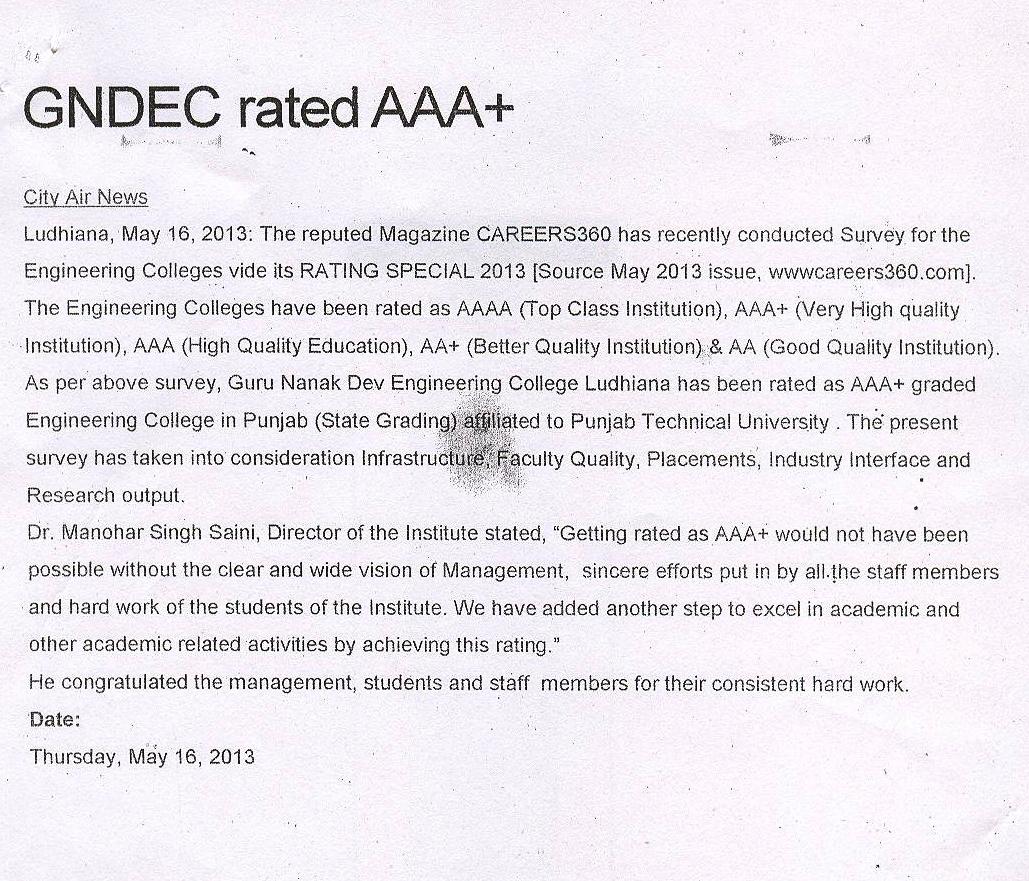 GNDEC rated AAA+
City Air News
Ludhiana, May 16, 2013: The reputed Magazine CAREERS360 has recently conducted Survey for the
Engineering Colleges vide its RATING SPECIAL 2013 [Source May 2013 issue, wwwcareers360.com].
The Engineering Colleges have been rated as AAAA (Top Class Institution), AAA+ (Very High quality
Institution), AAA (High Quality Education), AA+ (Better Quality Institution) & AA (Good Quality Institution).
As per above survey, Guru Nanak Dev Engineering College Ludhiana has been rated as AAA+ graded
Engineering College in Punjab (State Grading) affiliated to Punjab Technical University . The present
survey has taken into consideration Infrastructure, Faculty Quality, Placements, Industry Interface and
Research output.
Dr. Manohar Singh Saini, Director of the Institute stated, “Getting rated as AAA+ would not have been
possible without the clear and wide vision of Management,  sincere efforts put in by all the staff members
and hard work of the students of the Institute. We have added another step to excel in academic and
other academic related activities by achieving this rating.”
He congratulated the management, students and staff  members for their consistent hard work.
Date:
Thursday, May 16, 2013